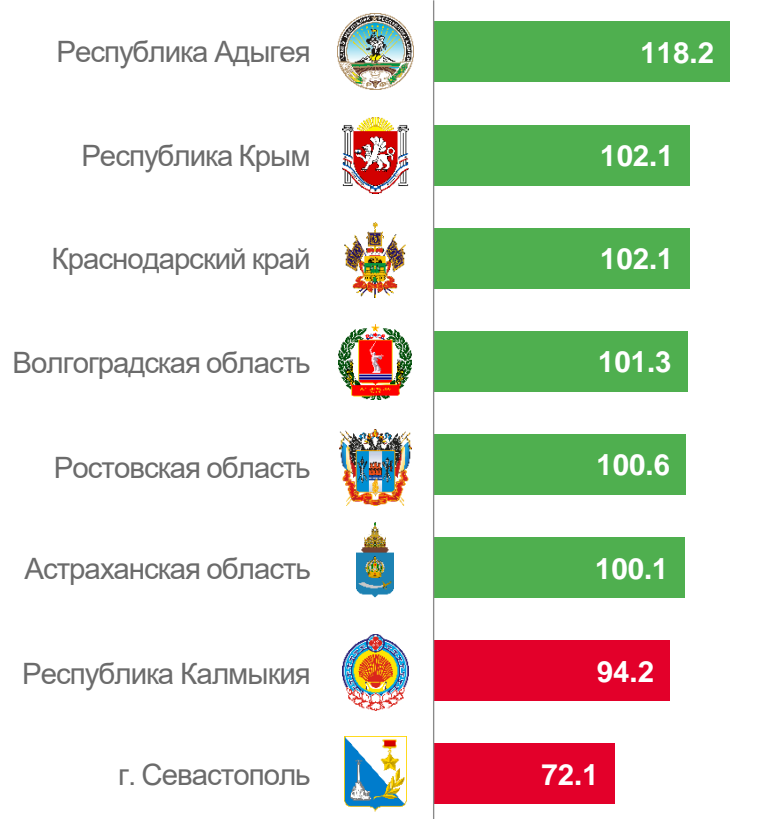 Республика Адыгея 118.2
Республика Крым 102.1
Краснодарский край 102.1
Волгоградская область 101.3
Ростовская область 100.6
Астраханская область 100.1
Республика Калмыкия 94.2
г. Севастополь 72.1